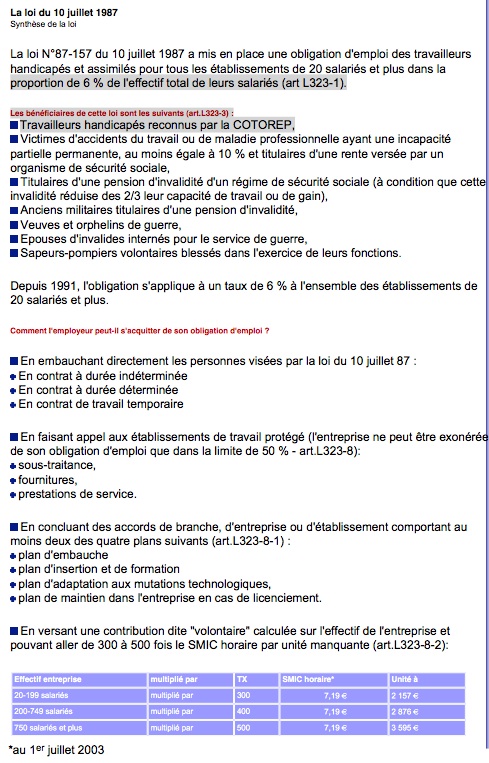 La loi du 10 juillet 1987
Synthèse de la loi
La loi N°87-157 du 10 juillet 1987 a mis en place une obligation d'emploi des travailleurs
handicapés et assimilés pour tous les établissements de 20 salariés et plus dans la
proportion de 6 % de l'effectif total de leurs salariés (art L323-1).
Les bénéficiaires de cette loi sont les suivants (art.L323-3) :
Travailleurs handicapés reconnus par la COTOREP,
Victimes d'accidents du travail ou de maladie professionnelle ayant une incapacité
partielle permanente, au moins égale à 10 % et titulaires d'une rente versée par un
organisme de sécurité sociale,
Titulaires d'une pension d'invalidité d'un régime de sécurité sociale (à condition que cette
invalidité réduise des 2/3 leur capacité de travail ou de gain),
Anciens militaires titulaires d'une pension d'invalidité,
Veuves et orphelins de guerre,
Epouses d'invalides internés pour le service de guerre,
Sapeurs-pompiers volontaires blessés dans l'exercice de leurs fonctions.
Depuis 1991, l'obligation s'applique à un taux de 6 % à l'ensemble des établissements de
20 salariés et plus.
Comment l'employeur peut-il s'acquitter de son obligation d'emploi ?
En embauchant directement les personnes visées par la loi du 10 juillet 87 :
En contrat à durée indéterminée
En contrat à durée déterminée
En contrat de travail temporaire
En faisant appel aux établissements de travail protégé (l'entreprise ne peut être exonérée
de son obligation d'emploi que dans la limite de 50 % - art.L323-8):
sous-traitance,
fournitures,
prestations de service.
En concluant des accords de branche, d'entreprise ou d'établissement comportant au
moins deux des quatre plans suivants (art.L323-8-1) :
plan d'embauche
plan d'insertion et de formation
plan d'adaptation aux mutations technologiques,
plan de maintien dans l'entreprise en cas de licenciement.
En versant une contribution dite "volontaire" calculée sur l'effectif de l'entreprise et
pouvant aller de 300 à 500 fois le SMIC horaire par unité manquante (art.L323-8-2):
Effectif entreprise multiplié par TX SMIC horaire* Unité à
20-199 salariés multiplié par 300 7,19 € 2 157 €
200-749 salariés multiplié par 400 7,19 € 2 876 €
750 salariés et plus multiplié par 500 7,19 € 3 595 €
*au 1er juillet 2003